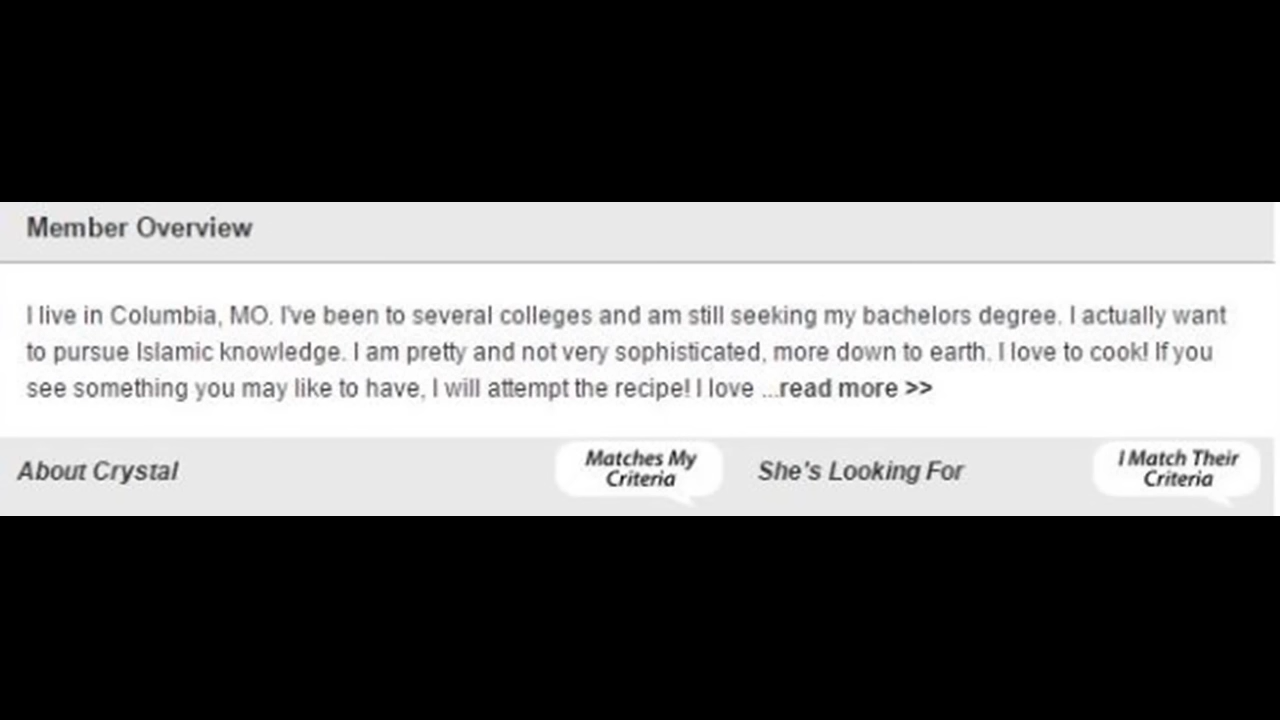 Member Overview
I live in Columbia, MO. I've been to several colleges and am still seeking my bachelors degree. I actually want
to pursue Islamic knowledge. I am pretty and not very sophisticated, more down to earth. I love to cook! If you
see something you may like to have, I will attempt the recipe! I love ...read more >>
About Crystal
Matches My
Criteria
She's Looking For
I Match Their
Criteria